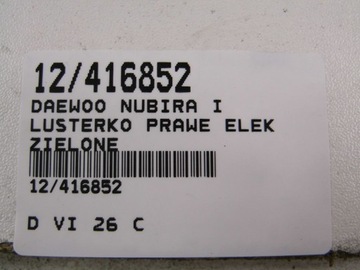 12/416852
DAEWOO NUBIRA I
LUSTERKO PRAWE ELEK
ZIELONE
12/416852
D VI 26 C